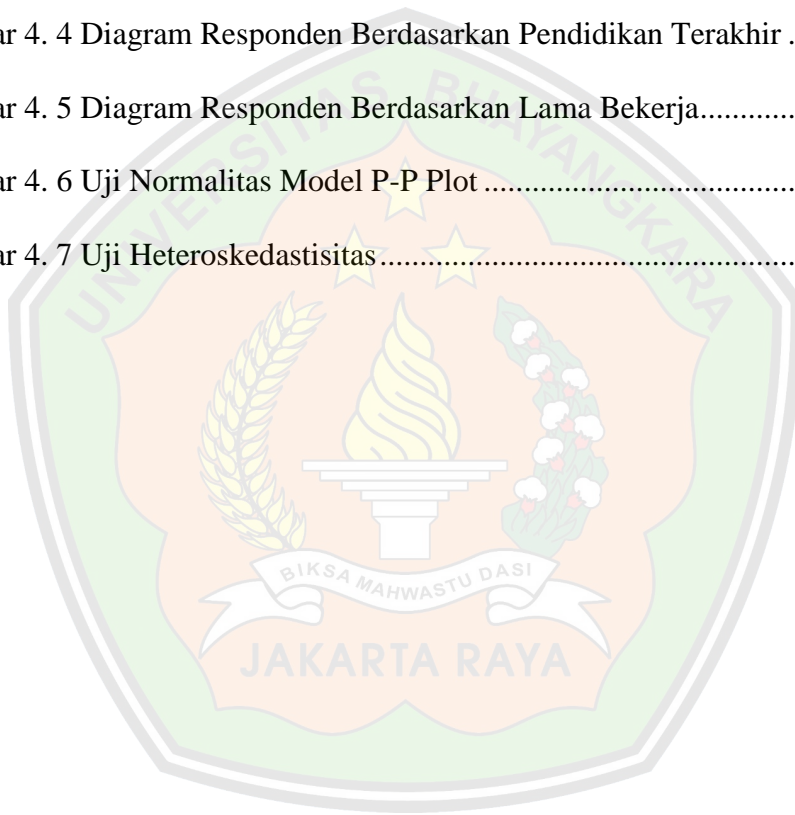 ar 4. 4 Diagram Responden Berdasarkan Pendidikan Terakhir .
ar 4. 5 Diagram Responden Berdasarkan Lama Bekerja............
ar 4. 6 Uji Normalitas Model P-P Plot .......................................
ar 4. 7 Uji Heteroskedastisitas....................................................
UNIVERSITAS BHAYANGKARA
BIKSA MAHWASTU DASI
JAKARTA RAYA